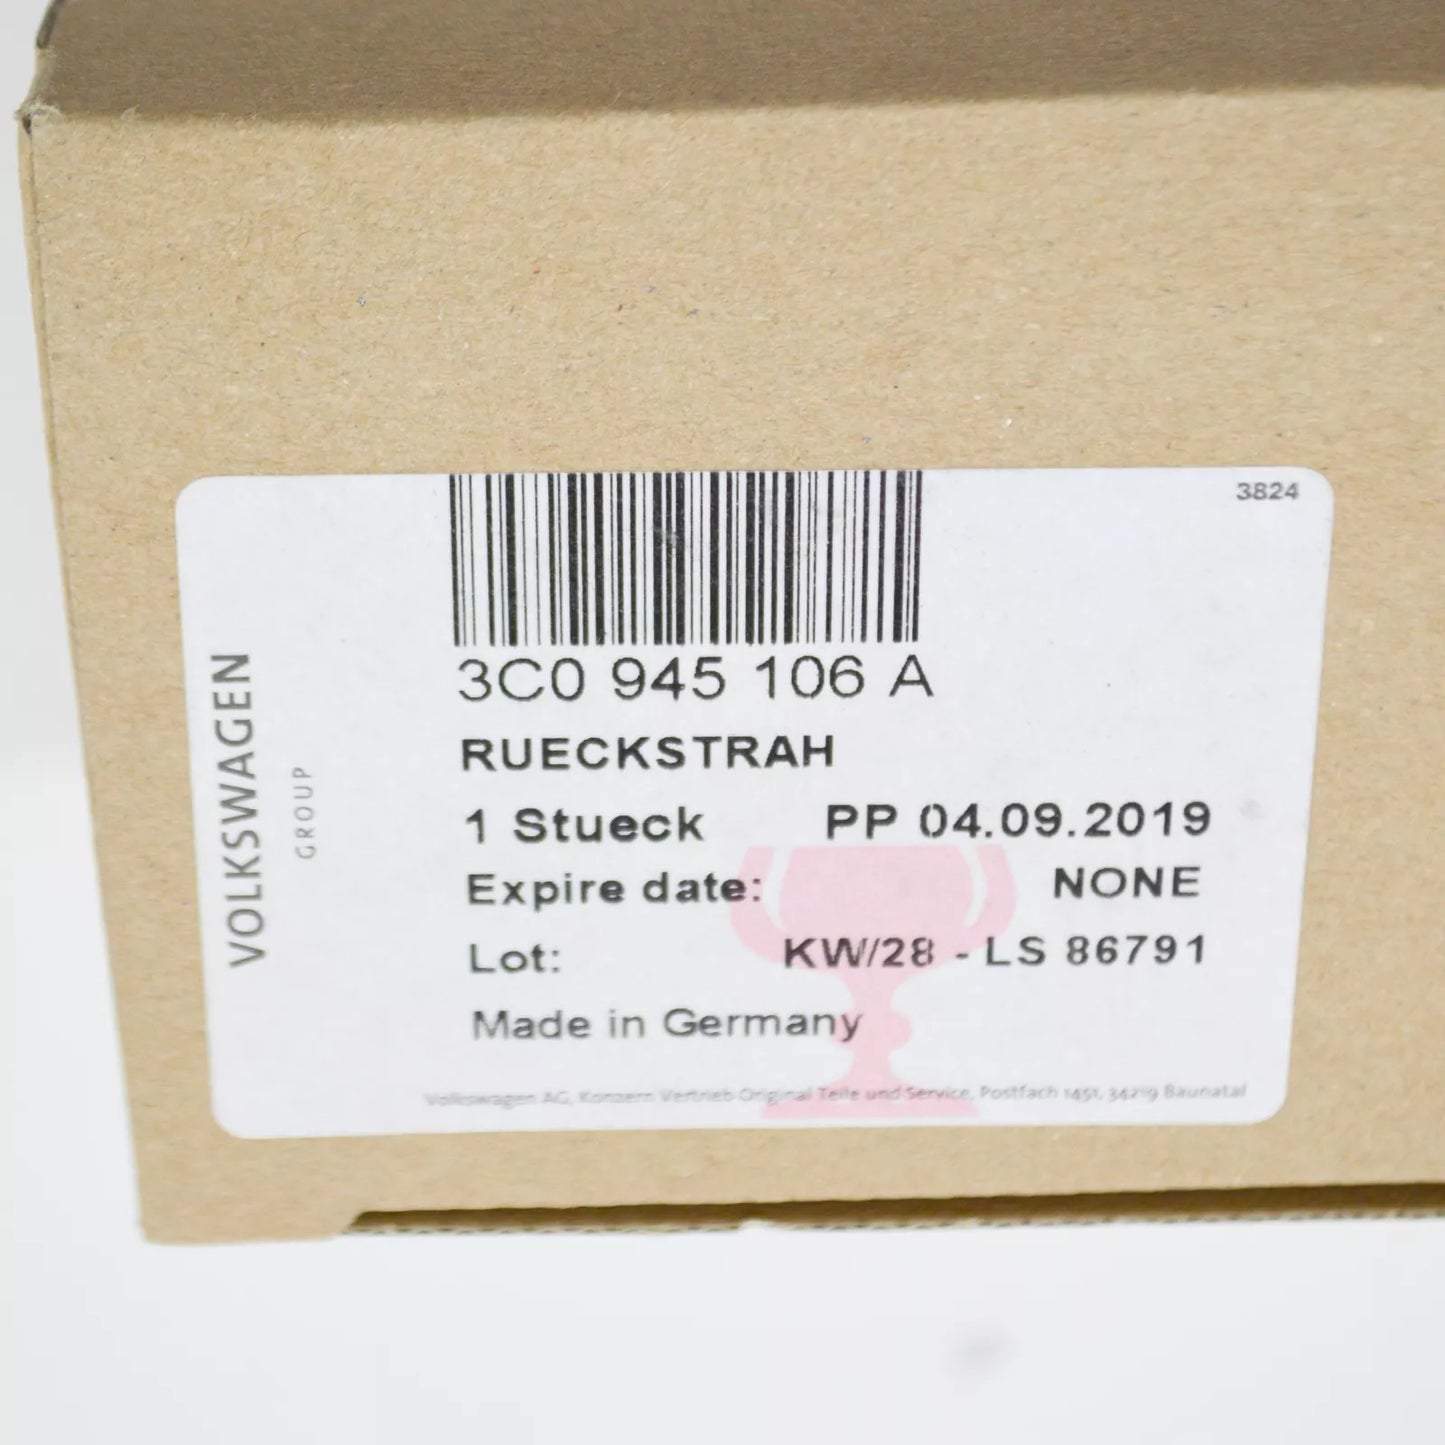 3824
VOLKSWAGEN
GROUP
3C0 945 106 A
RUECKSTRAH
1 Stueck PP 04.09.2019
Expire date: NONE
Lot: KW/28 - LS 86791
Made in Germany
Volkswagen AG, Konzern Vertrieb Original Teile und Service, Postfach 1451, 34219 Baunatal